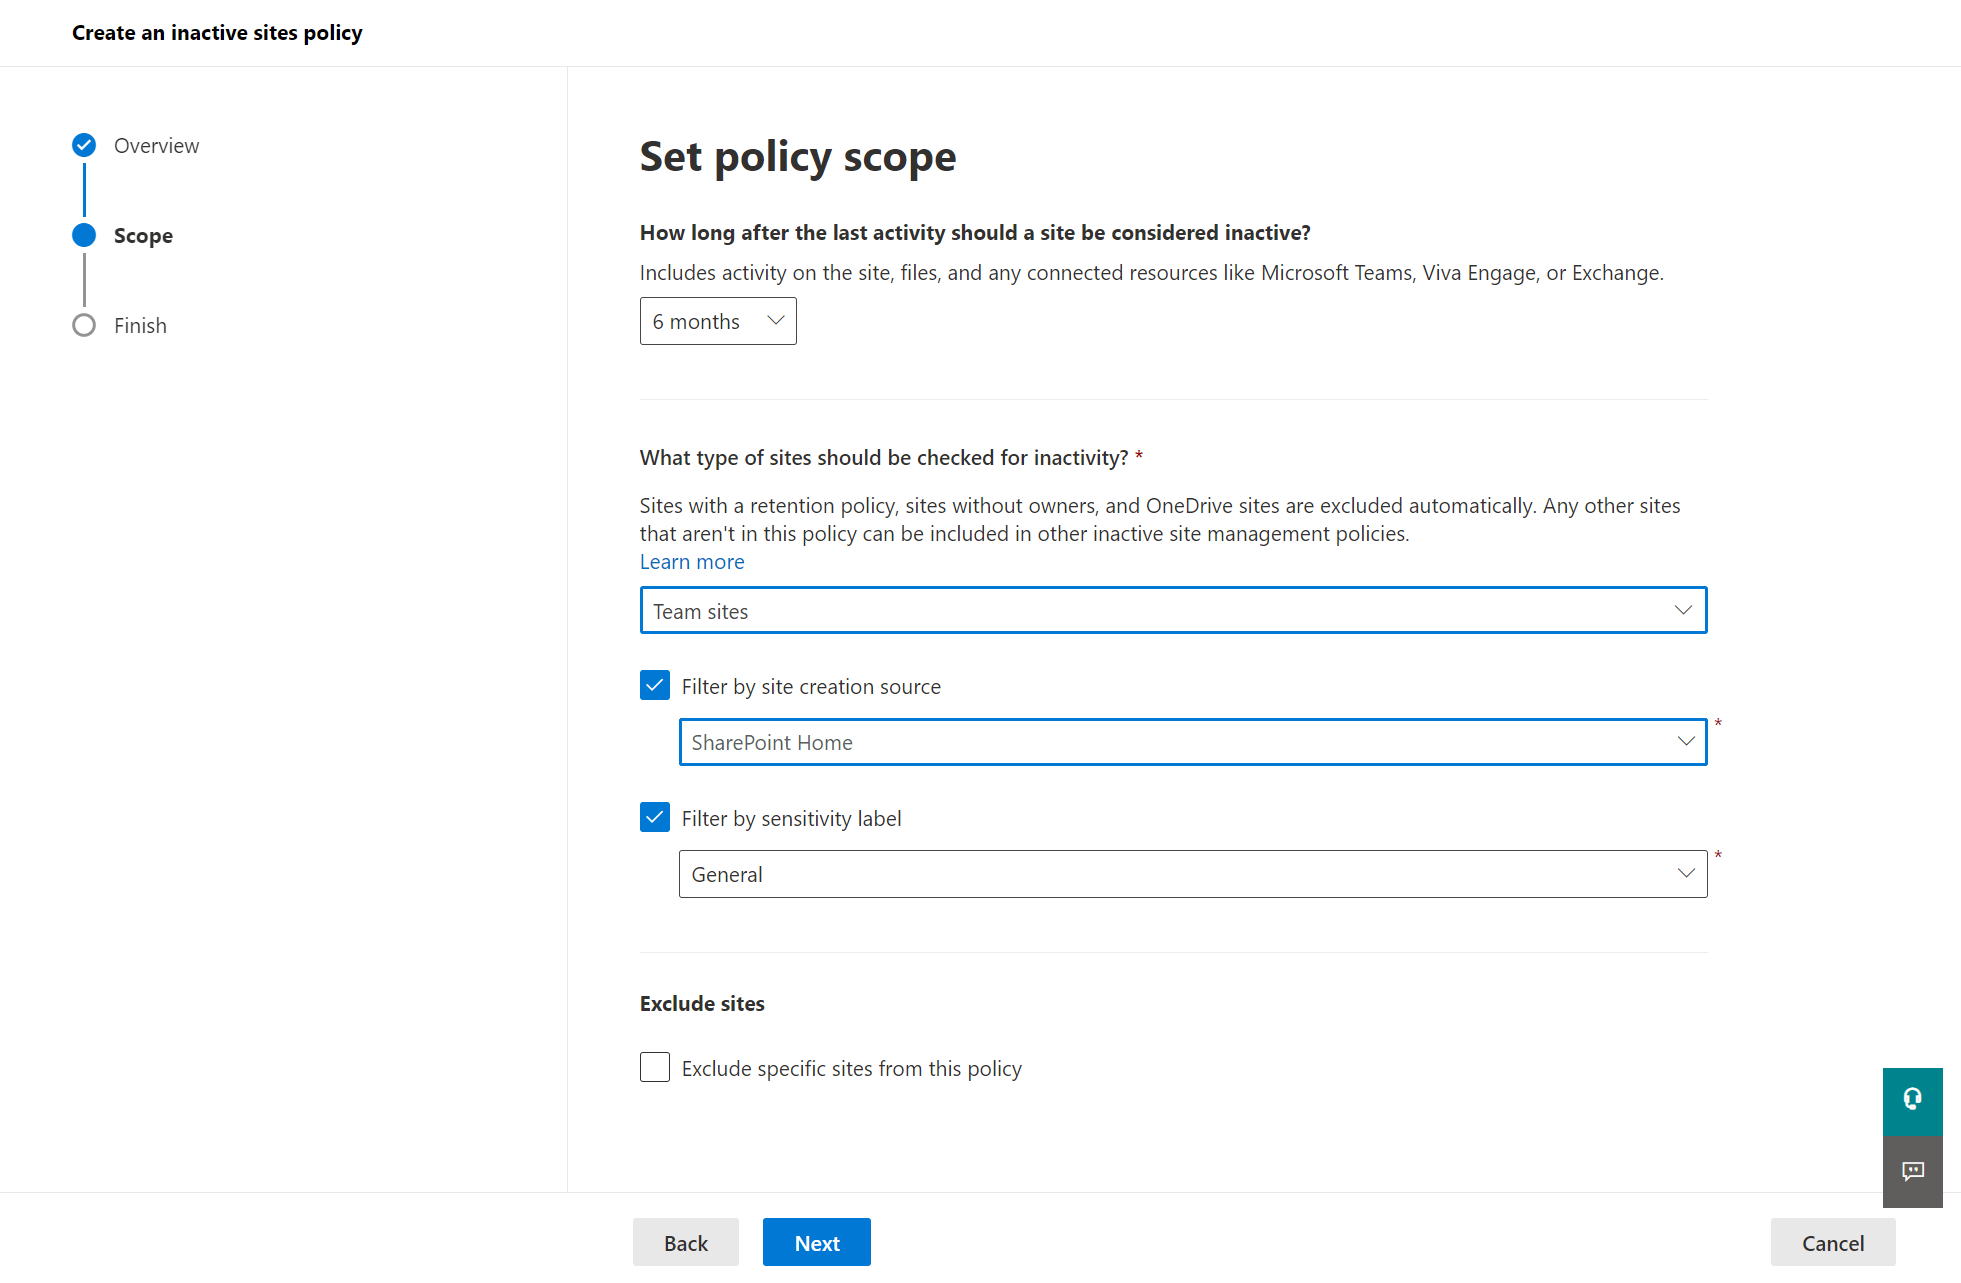 Create an inactive sites policy
Overview
Scope
Finish
Set policy scope
How long after the last activity should a site be considered inactive?
Includes activity on the site, files, and any connected resources like Microsoft Teams, Viva Engage, or Exchange.
6 months
What type of sites should be checked for inactivity? *
Sites with a retention policy, sites without owners, and OneDrive sites are excluded automatically. Any other sites
that aren't in this policy can be included in other inactive site management policies.
Learn more
Team sites
Filter by site creation source
SharePoint Home *
Filter by sensitivity label
General *
Exclude sites
Exclude specific sites from this policy
Back
Next
Cancel